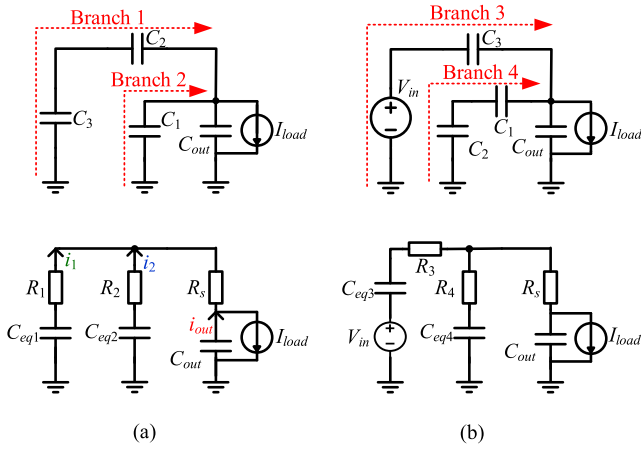 Branch 1
Branch 3
C2
C3
Branch 2
Vin
Branch 4
C3
C1
Cout
Iload
C2
C1
Cout
Iload
i1
i2
R3
R1
R2
Rs
Ceq3
R4
Rs
Ceq1
Ceq2
iout
Cout
Iload
Vin
Ceq4
Cout
Iload
(a)
(b)